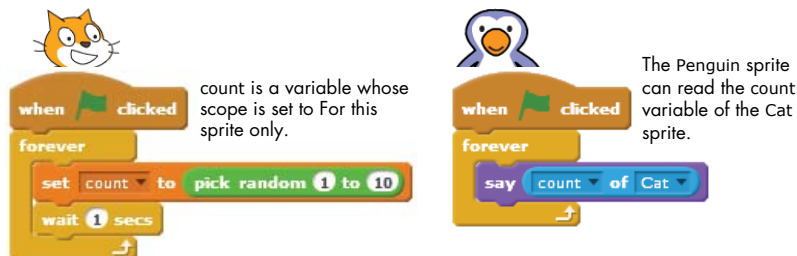 count is a variable whose
scope is set to For this
sprite only.
when clicked
forever
set count to pick random 1 to 10
wait 1 secs
The Penguin sprite
can read the count
variable of the Cat
sprite.
when clicked
forever
say count of Cat